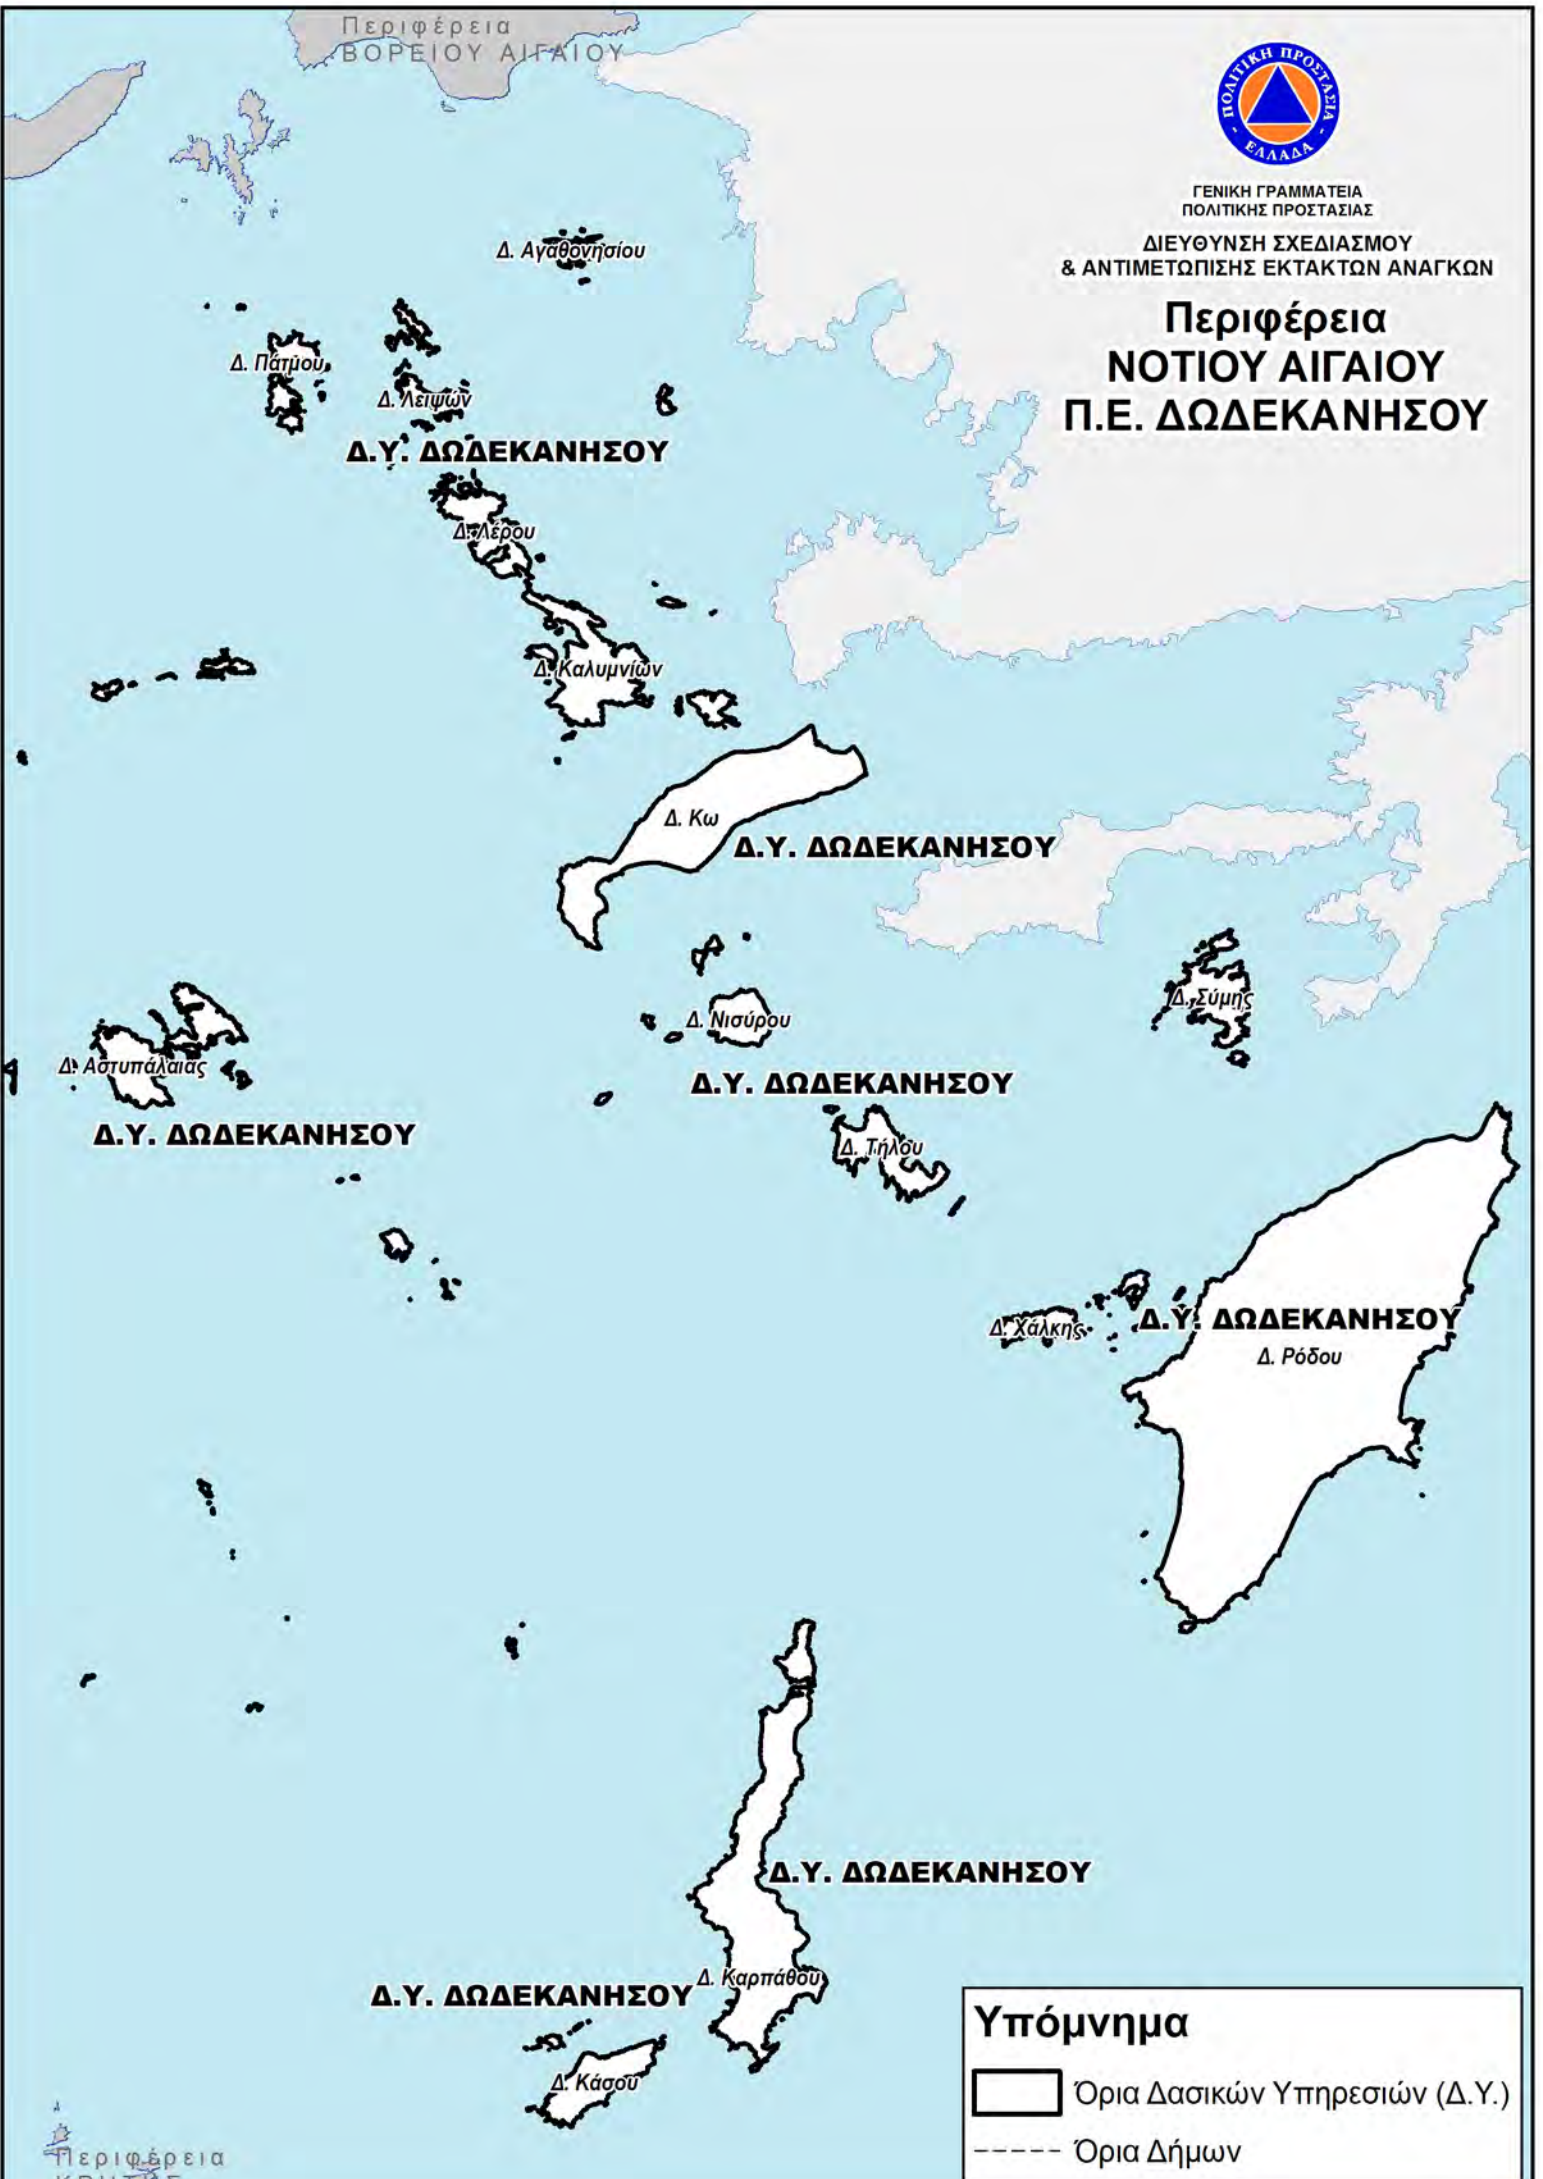 Περιφέρεια
ΒΟΡΕΙΟΥ ΑΙΓΑΙΟΥ
ΠΟΛΙΤΙΚΗ ΠΡΟΣΤΑΣΙΑ
- ΕΛΛΑΔΑ -
ΓΕΝΙΚΗ ΓΡΑΜΜΑΤΕΙΑ
ΠΟΛΙΤΙΚΗΣ ΠΡΟΣΤΑΣΙΑΣ
ΔΙΕΥΘΥΝΣΗ ΣΧΕΔΙΑΣΜΟΥ
& ΑΝΤΙΜΕΤΩΠΙΣΗΣ ΕΚΤΑΚΤΩΝ ΑΝΑΓΚΩΝ
Περιφέρεια
ΝΟΤΙΟΥ ΑΙΓΑΙΟΥ
Π.Ε. ΔΩΔΕΚΑΝΗΣΟΥ
Δ. Αγαθονησίου
Δ. Πάτμου
Δ. Λειψών
Δ.Υ. ΔΩΔΕΚΑΝΗΣΟΥ
Δ. Λέρου
Δ. Καλυμνίων
Δ. Κω
Δ.Υ. ΔΩΔΕΚΑΝΗΣΟΥ
Δ. Σύμης
Δ. Νισύρου
Δ. Αστυπάλαιας
Δ.Υ. ΔΩΔΕΚΑΝΗΣΟΥ
Δ.Υ. ΔΩΔΕΚΑΝΗΣΟΥ
Δ. Τήλου
Δ. Χάλκης
Δ.Υ. ΔΩΔΕΚΑΝΗΣΟΥ
Δ. Ρόδου
Δ.Υ. ΔΩΔΕΚΑΝΗΣΟΥ
Δ. Καρπάθου
Δ.Υ. ΔΩΔΕΚΑΝΗΣΟΥ
Δ. Κάσου
Υπόμνημα
Όρια Δασικών Υπηρεσιών (Δ.Υ.)
Όρια Δήμων
Περιφέρεια